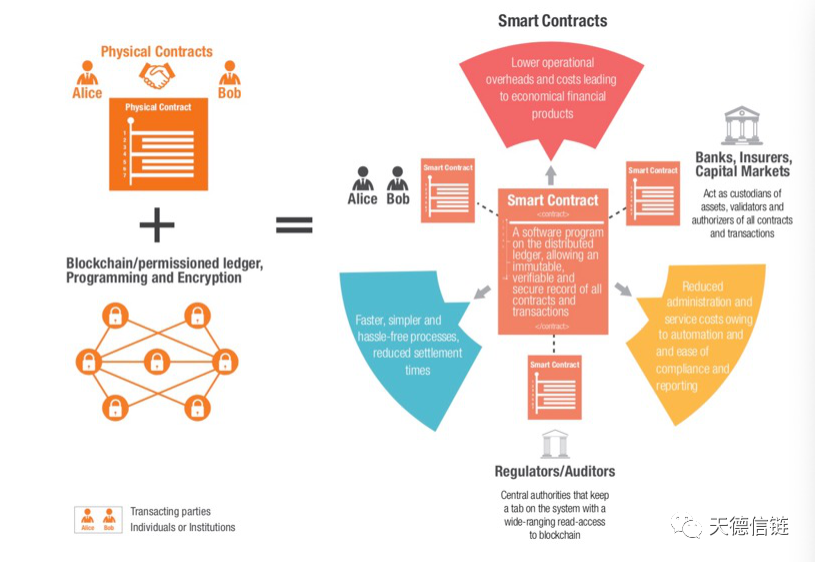 Physical Contracts
Alice
Bob
Physical Contract
1
2
3
4
5
6
7
Blockchain/permissioned ledger,
Programming and Encryption
Smart Contracts
Lower operational
overheads and costs leading
to economical financial
products
Alice
Bob
Smart Contract
Smart Contract
<contract>
A software program
on the distributed
ledger, allowing an
immutable,
verifiable and
secure record of all
contracts and
transactions
</contract>
Smart Contract
Banks, Insurers,
Capital Markets
Act as custodians of
assets, validators and
authorizers of all contracts
and transactions
Faster, simpler and
hassle-free processes,
reduced settlement
times
Reduced
administration and
service costs owing
to automation and
and ease of
compliance and
reporting
Smart Contract
Regulators/Auditors
Central authorities that keep
a tab on the system with a
wide-ranging read-access
to blockchain
Alice
Bob
Transacting parties
Individuals or Institutions
天德信链